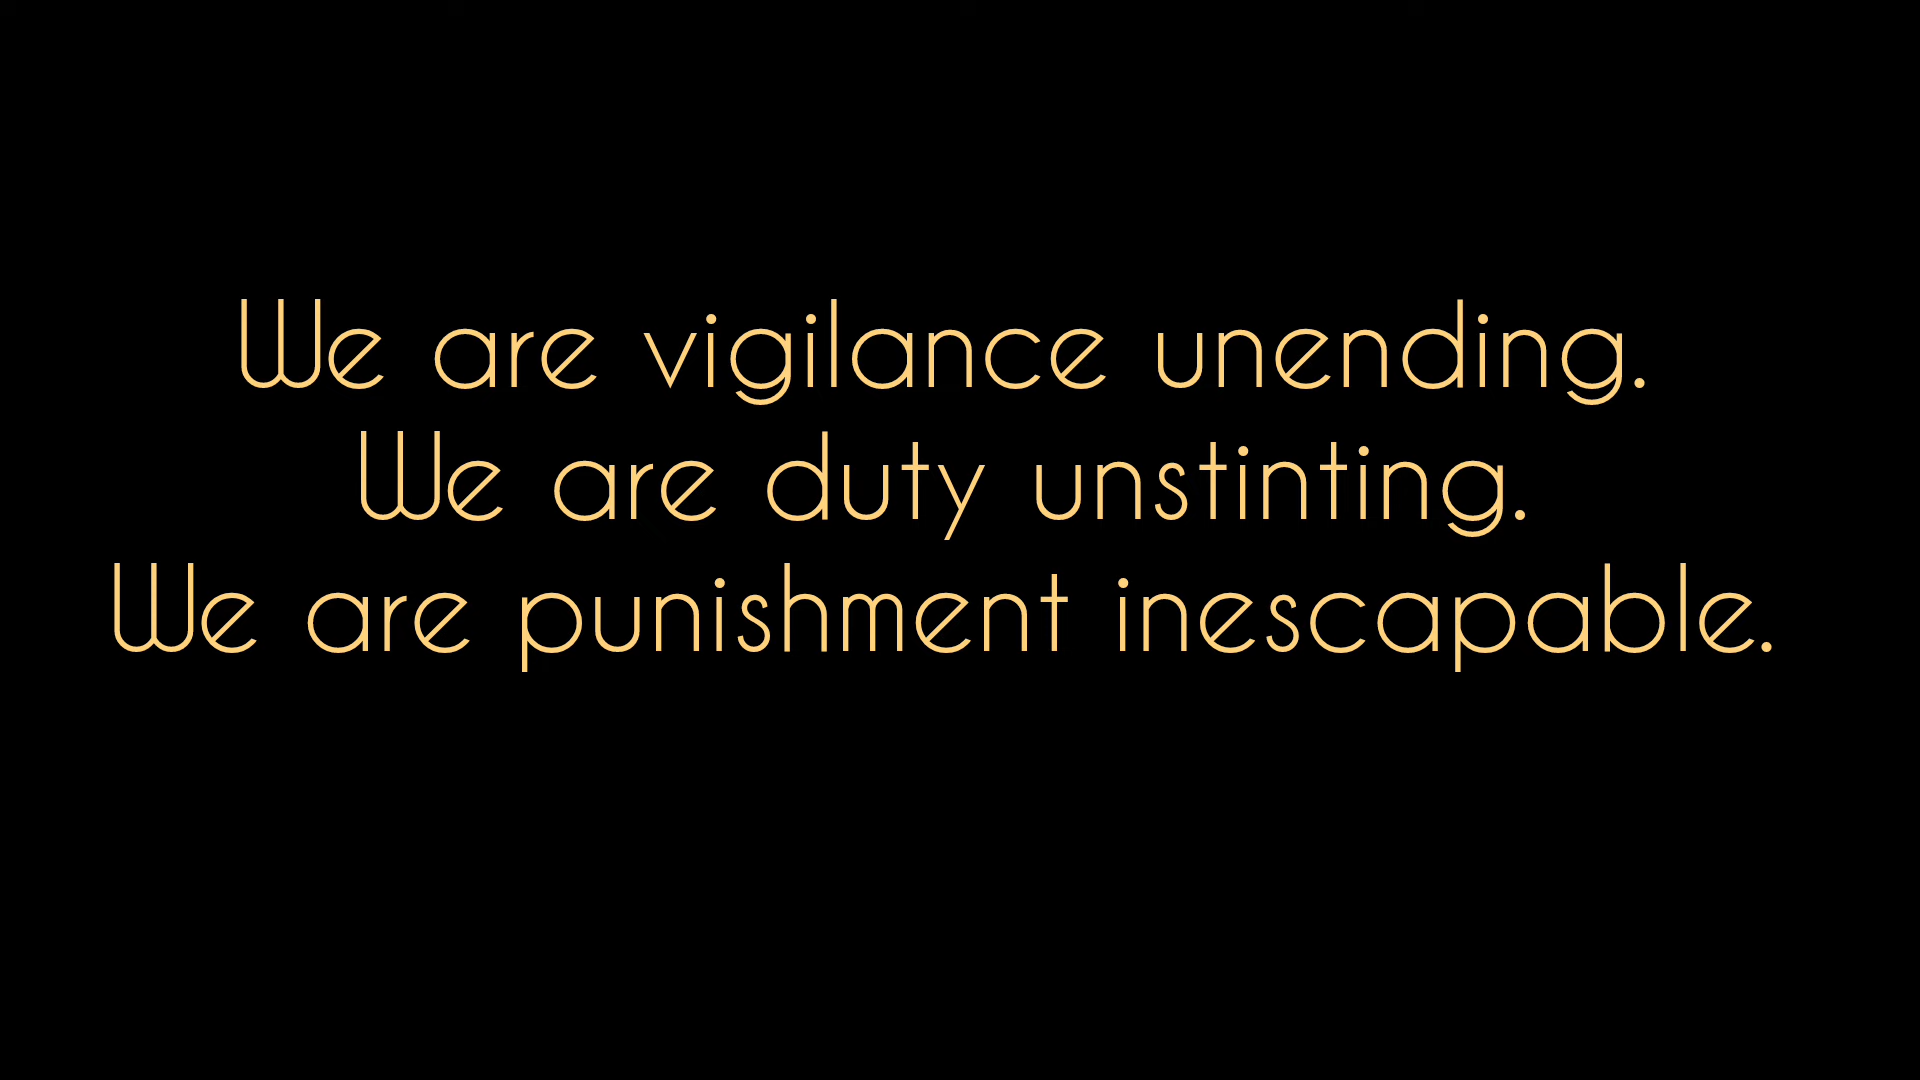 We are vigilance unending.
We are duty unstinting.
We are punishment inescapable.